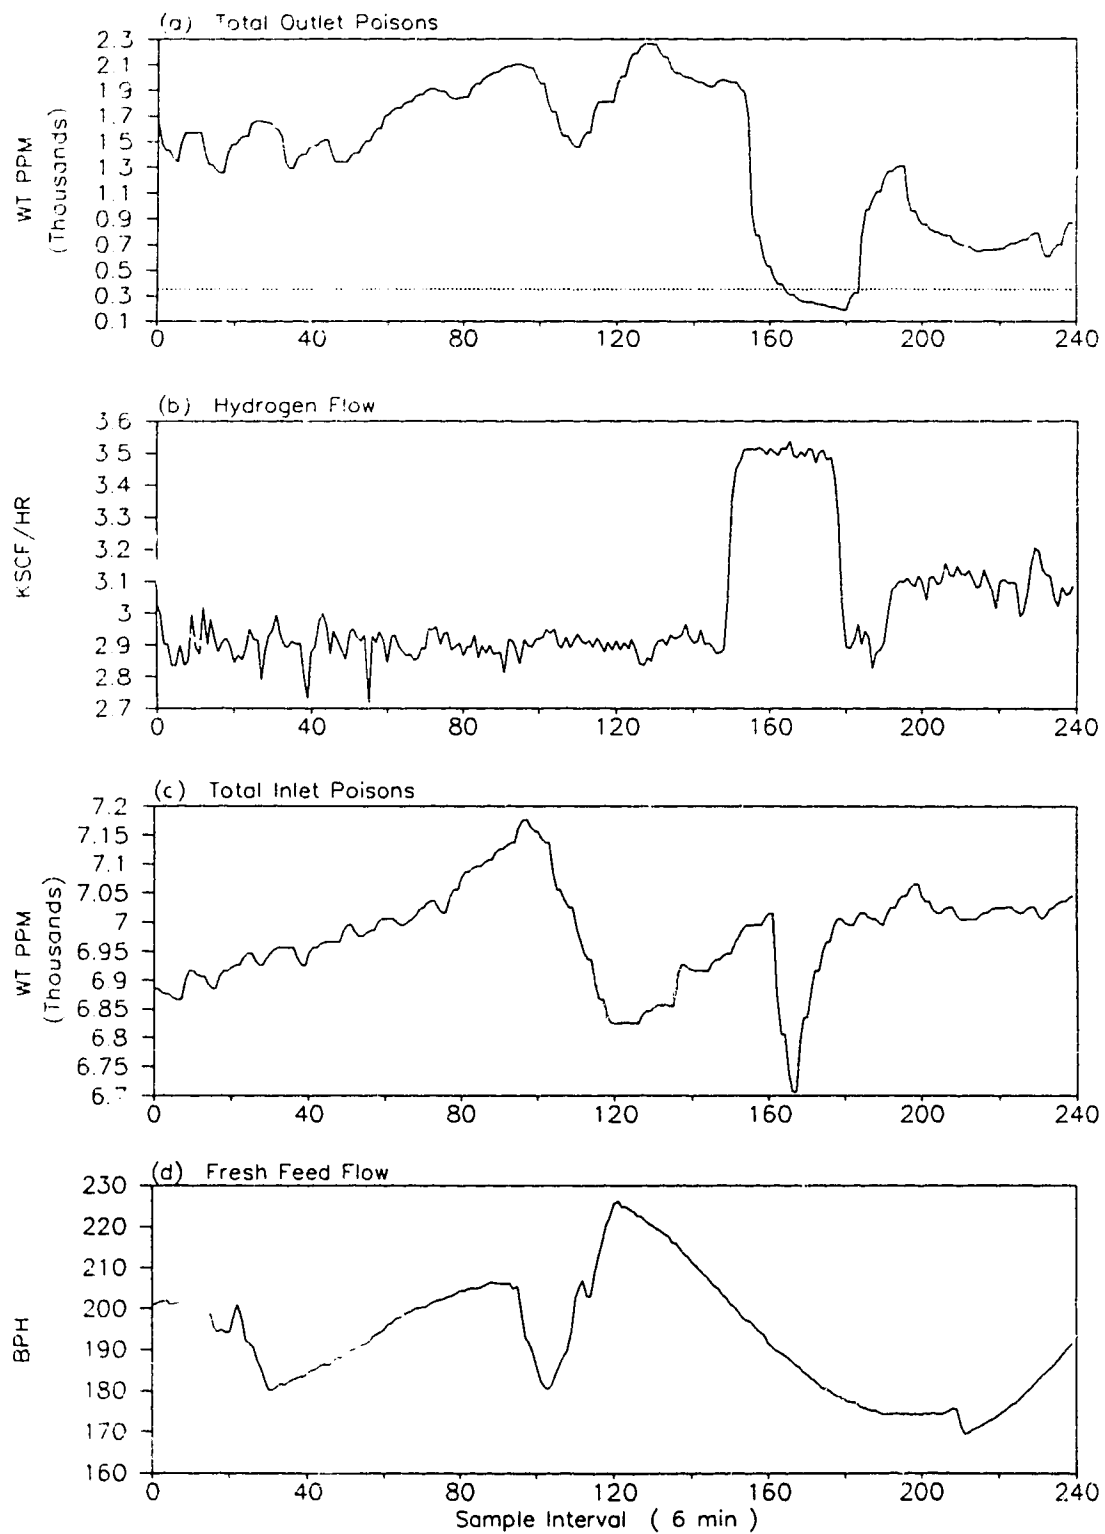 (a) Total Outlet Poisons
2.3
2.1
1.9
1.7
1.5
1.3
1.1
0.9
0.7
0.5
0.3
0.1
WT PPM
(Thousands)
0 40 80 120 160 200 240
(b) Hydrogen Flow
3.6
3.5
3.4
3.3
3.2
3.1
3
2.9
2.8
2.7
KSCF/HR
0 40 80 120 160 200 240
(c) Total Inlet Poisons
7.2
7.15
7.1
7.05
7
6.95
6.9
6.85
6.8
6.75
WT PPM
(Thousands)
0 40 80 120 160 200 240
(d) Fresh Feed Flow
230
220
210
200
190
180
170
160
BPH
0 40 80 120 160 200 240
Sample Interval ( 6 min )